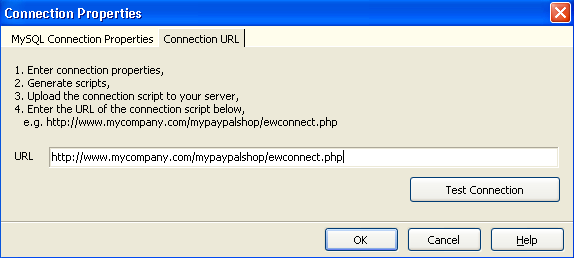 Connection Properties
MySQL Connection Properties Connection URL
1. Enter connection properties,
2. Generate scripts,
3. Upload the connection script to your server,
4. Enter the URL of the connection script below,
e.g. http://www.mycompany.com/mypaypalshop/ewconnect.php
URL http://www.mycompany.com/mypaypalshop/ewconnect.php
Test Connection
OK Cancel Help